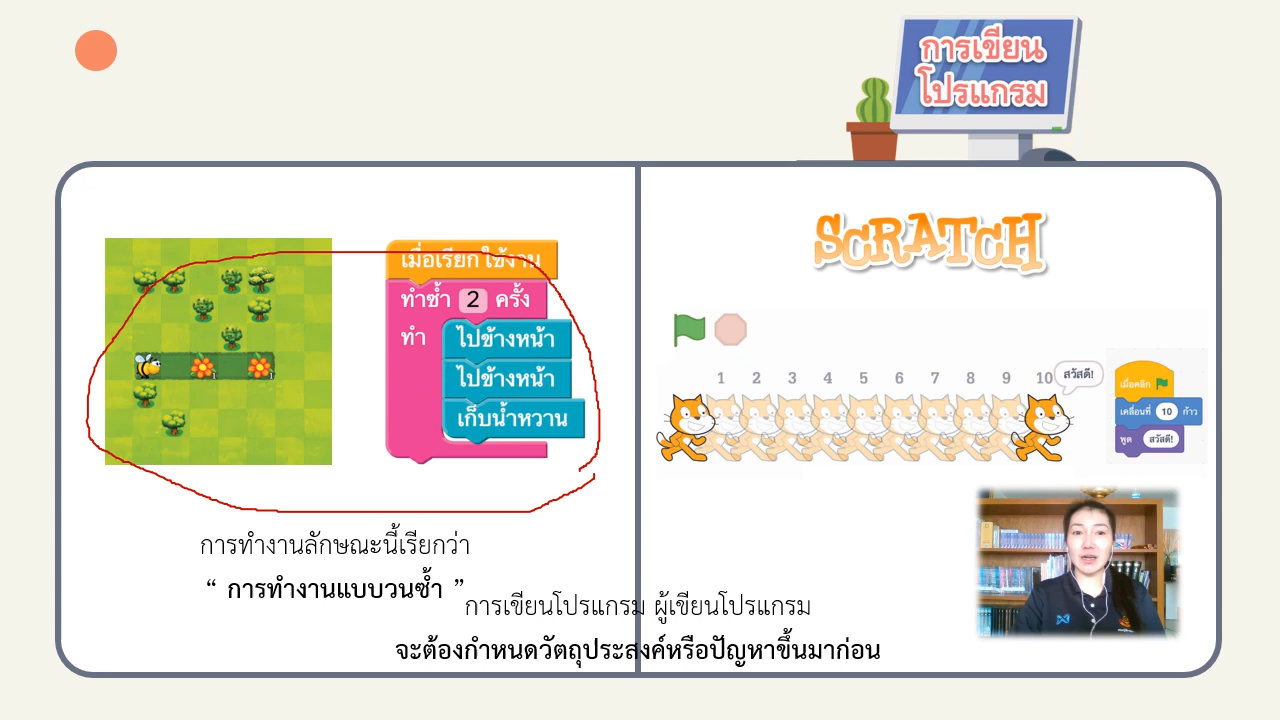 การเขียน
โปรแกรม
เมื่อเรียกใช้งาน
ทำซ้ำ 2 ครั้ง
ทำ
ไปข้างหน้า
ไปข้างหน้า
เก็บน้ำหวาน
1
1
การทำงานลักษณะนี้เรียกว่า
“ การทำงานแบบวนซ้ำ ”
SCRATCH
1 2 3 4 5 6 7 8 9 10
สวัสดี!
เมื่อคลิก
เคลื่อนที่ 10 ก้าว
พูด สวัสดี!
การเขียนโปรแกรม ผู้เขียนโปรแกรม
จะต้องกำหนดวัตถุประสงค์หรือปัญหาขึ้นมาก่อน